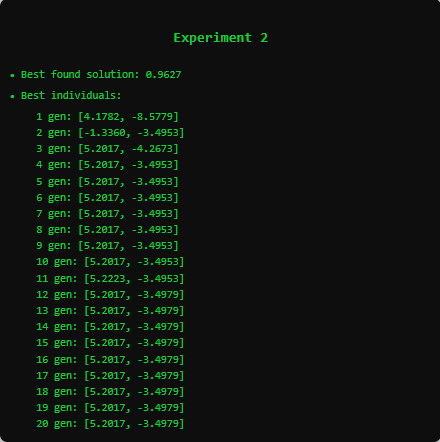 Experiment 2
• Best found solution: 0.9627
• Best individuals:
1 gen: [4.1782, -8.5779]
2 gen: [-1.3360, -3.4953]
3 gen: [5.2017, -4.2673]
4 gen: [5.2017, -3.4953]
5 gen: [5.2017, -3.4953]
6 gen: [5.2017, -3.4953]
7 gen: [5.2017, -3.4953]
8 gen: [5.2017, -3.4953]
9 gen: [5.2017, -3.4953]
10 gen: [5.2017, -3.4953]
11 gen: [5.2223, -3.4953]
12 gen: [5.2017, -3.4979]
13 gen: [5.2017, -3.4979]
14 gen: [5.2017, -3.4979]
15 gen: [5.2017, -3.4979]
16 gen: [5.2017, -3.4979]
17 gen: [5.2017, -3.4979]
18 gen: [5.2017, -3.4979]
19 gen: [5.2017, -3.4979]
20 gen: [5.2017, -3.4979]